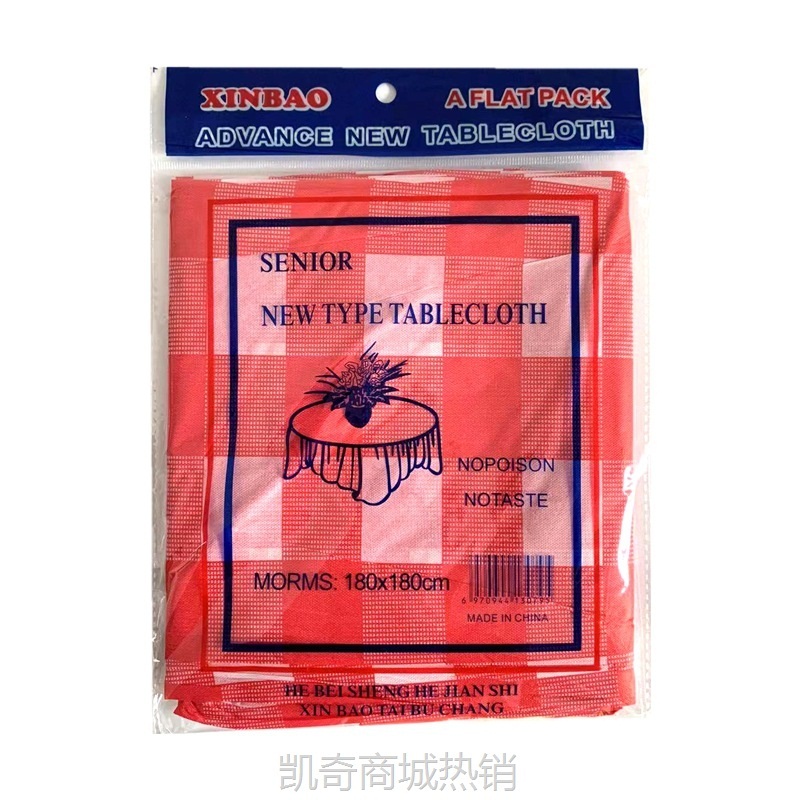 XINBAO A FLAT PACK
ADVANCE NEW TABLECLOTH
SENIOR
NEW TYPE TABLECLOTH
NOPOISON
NOTASTE
MORMS: 180x180cm
MADE IN CHINA
HE BEI SHENG HE JIAN SHI
XIN BAO TAI BU CHANG
凯奇商城热销